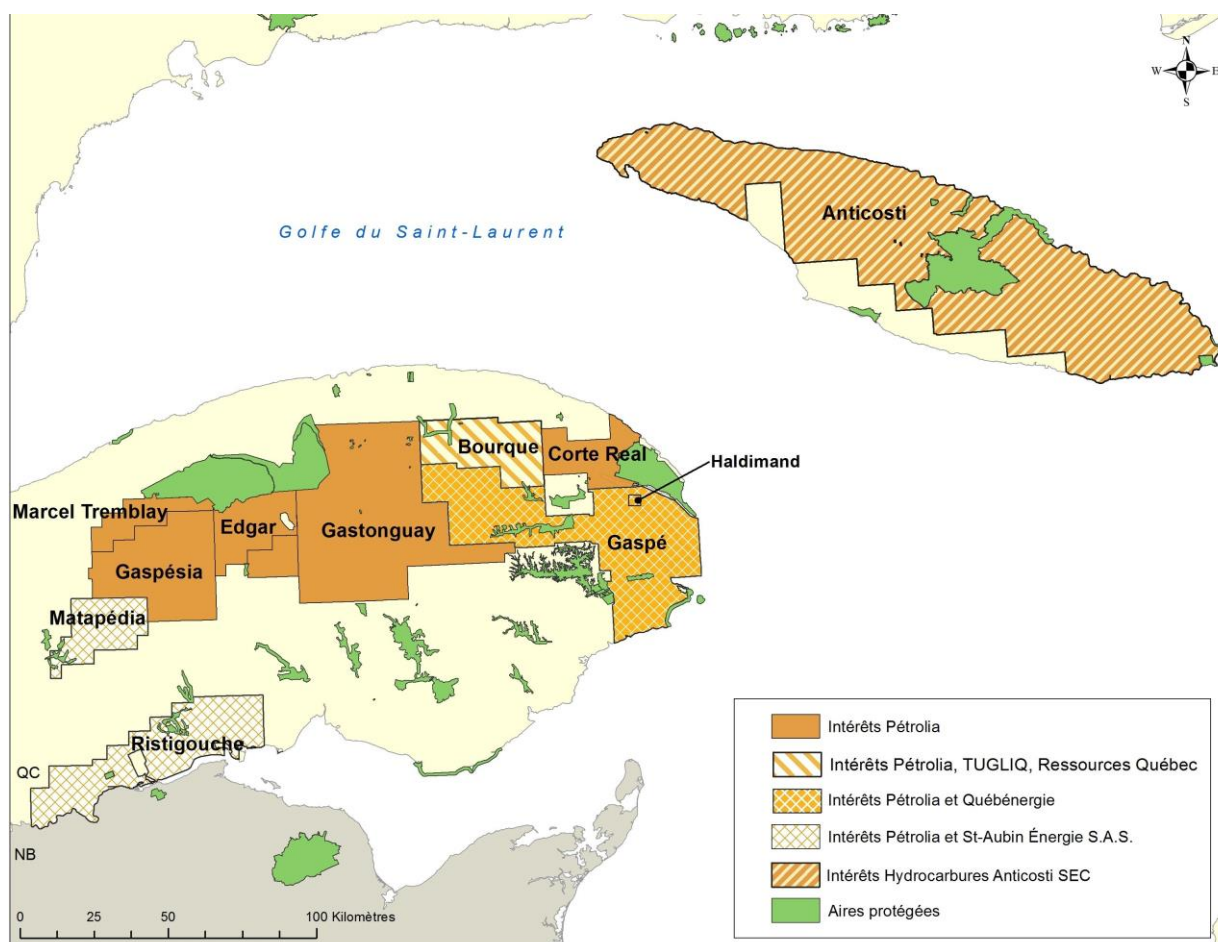 N
W E
S
Anticosti
Golfe du Saint-Laurent
Bourque
Corte Real
Haldimand
Marcel Tremblay
Edgar
Gastonguay
Gaspé
Gaspésia
Matapédia
Ristigouche
QC
NB
0 25 50 100 Kilomètres
Intérêts Pétrolia
Intérêts Pétrolia, TUGLIQ, Ressources Québec
Intérêts Pétrolia et Québénergie
Intérêts Pétrolia et St-Aubin Énergie S.A.S.
Intérêts Hydrocarbures Anticosti SEC
Aires protégées